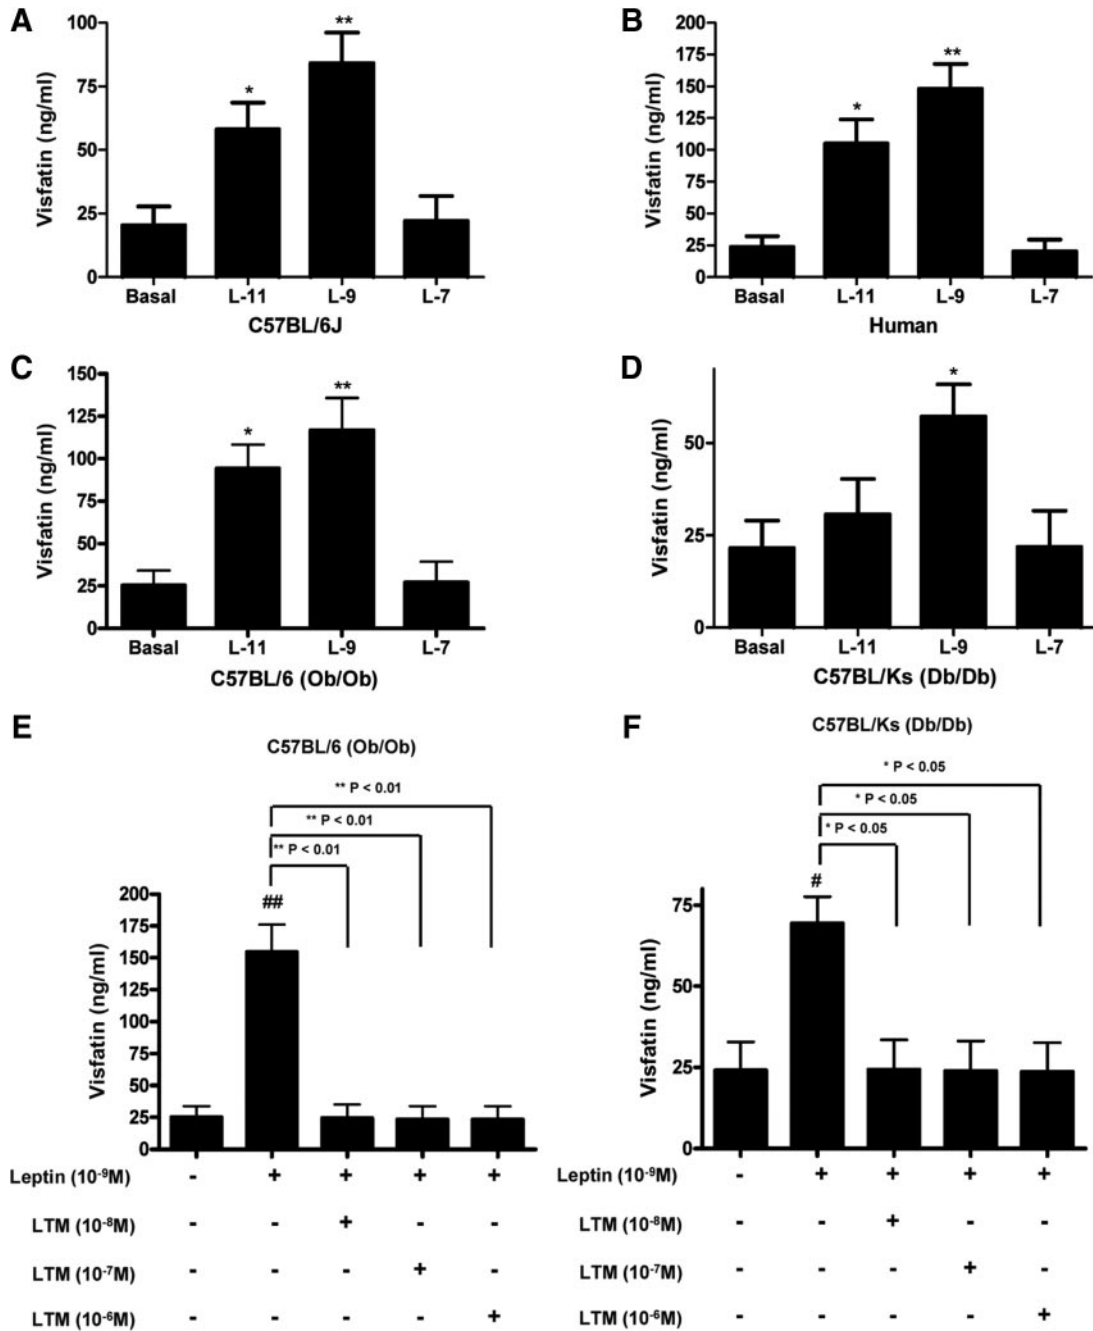 A
Visfatin (ng/ml)
100
75
50
25
0
*
**
Basal L-11 L-9 L-7
C57BL/6J
B
Visfatin (ng/ml)
200
175
150
125
100
75
50
25
0
*
**
Basal L-11 L-9 L-7
Human
C
Visfatin (ng/ml)
150
125
100
75
50
25
0
*
**
Basal L-11 L-9 L-7
C57BL/6 (Ob/Ob)
D
Visfatin (ng/ml)
50
25
0
*
Basal L-11 L-9 L-7
C57BL/Ks (Db/Db)
E
C57BL/6 (Ob/Ob)
** P < 0.01
** P < 0.01
** P < 0.01
##
Visfatin (ng/ml)
200
175
150
125
100
75
50
25
0
Leptin (10⁻⁹M) - + + + +
LTM (10⁻⁸M) - - + - -
LTM (10⁻⁷M) - - - + -
LTM (10⁻⁶M) - - - - +
F
C57BL/Ks (Db/Db)
* P < 0.05
* P < 0.05
* P < 0.05
#
Visfatin (ng/ml)
75
50
25
0
Leptin (10⁻⁹M) - + + + +
LTM (10⁻⁸M) - - + - -
LTM (10⁻⁷M) - - - + -
LTM (10⁻⁶M) - - - - +